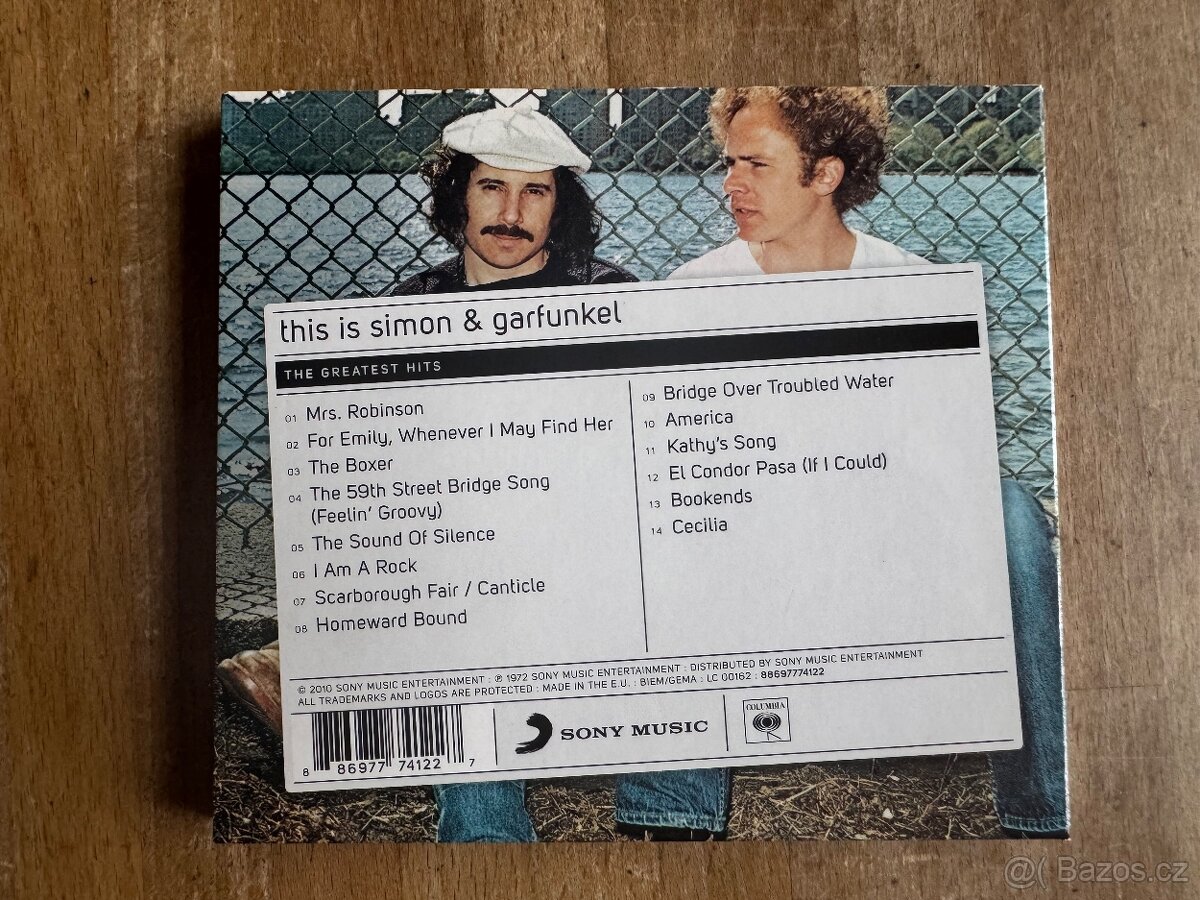 this is simon & garfunkel
THE GREATEST HITS
01 Mrs. Robinson
02 For Emily, Whenever I May Find Her
03 The Boxer
04 The 59th Street Bridge Song
(Feelin' Groovy)
05 The Sound Of Silence
06 I Am A Rock
07 Scarborough Fair / Canticle
08 Homeward Bound
09 Bridge Over Troubled Water
10 America
11 Kathy's Song
12 El Condor Pasa (If I Could)
13 Bookends
14 Cecilia
© 2010 SONY MUSIC ENTERTAINMENT : ℗ 1972 SONY MUSIC ENTERTAINMENT : DISTRIBUTED BY SONY MUSIC ENTERTAINMENT
ALL TRADEMARKS AND LOGOS ARE PROTECTED : MADE IN THE E.U. : BIEM/GEMA : LC 00162 : 88697774122
8 86977 74122 7
SONY MUSIC
COLUMBIA
@( Bazos.cz